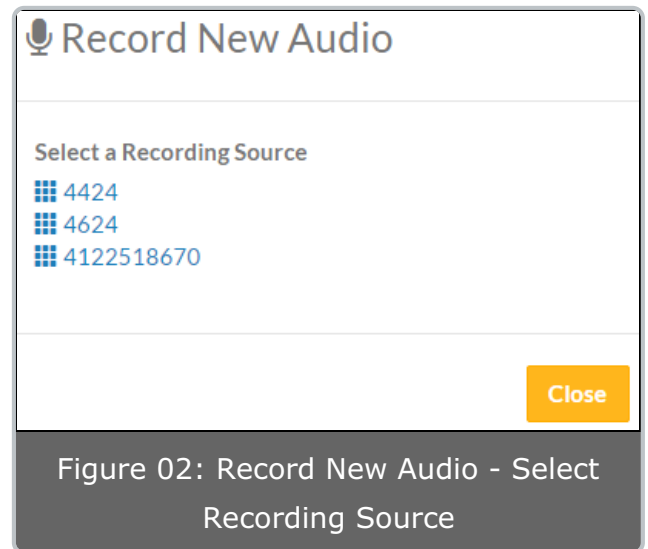 Record New Audio
Select a Recording Source
4424
4624
4122518670
Close
Figure 02: Record New Audio - Select
Recording Source